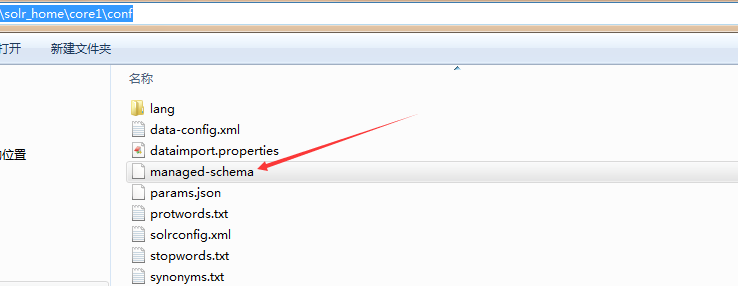 \solr_home\core1\conf
打开
新建文件夹
名称
lang
data-config.xml
dataimport.properties
的位置
managed-schema
params.json
protwords.txt
solrconfig.xml
stopwords.txt
synonyms.txt